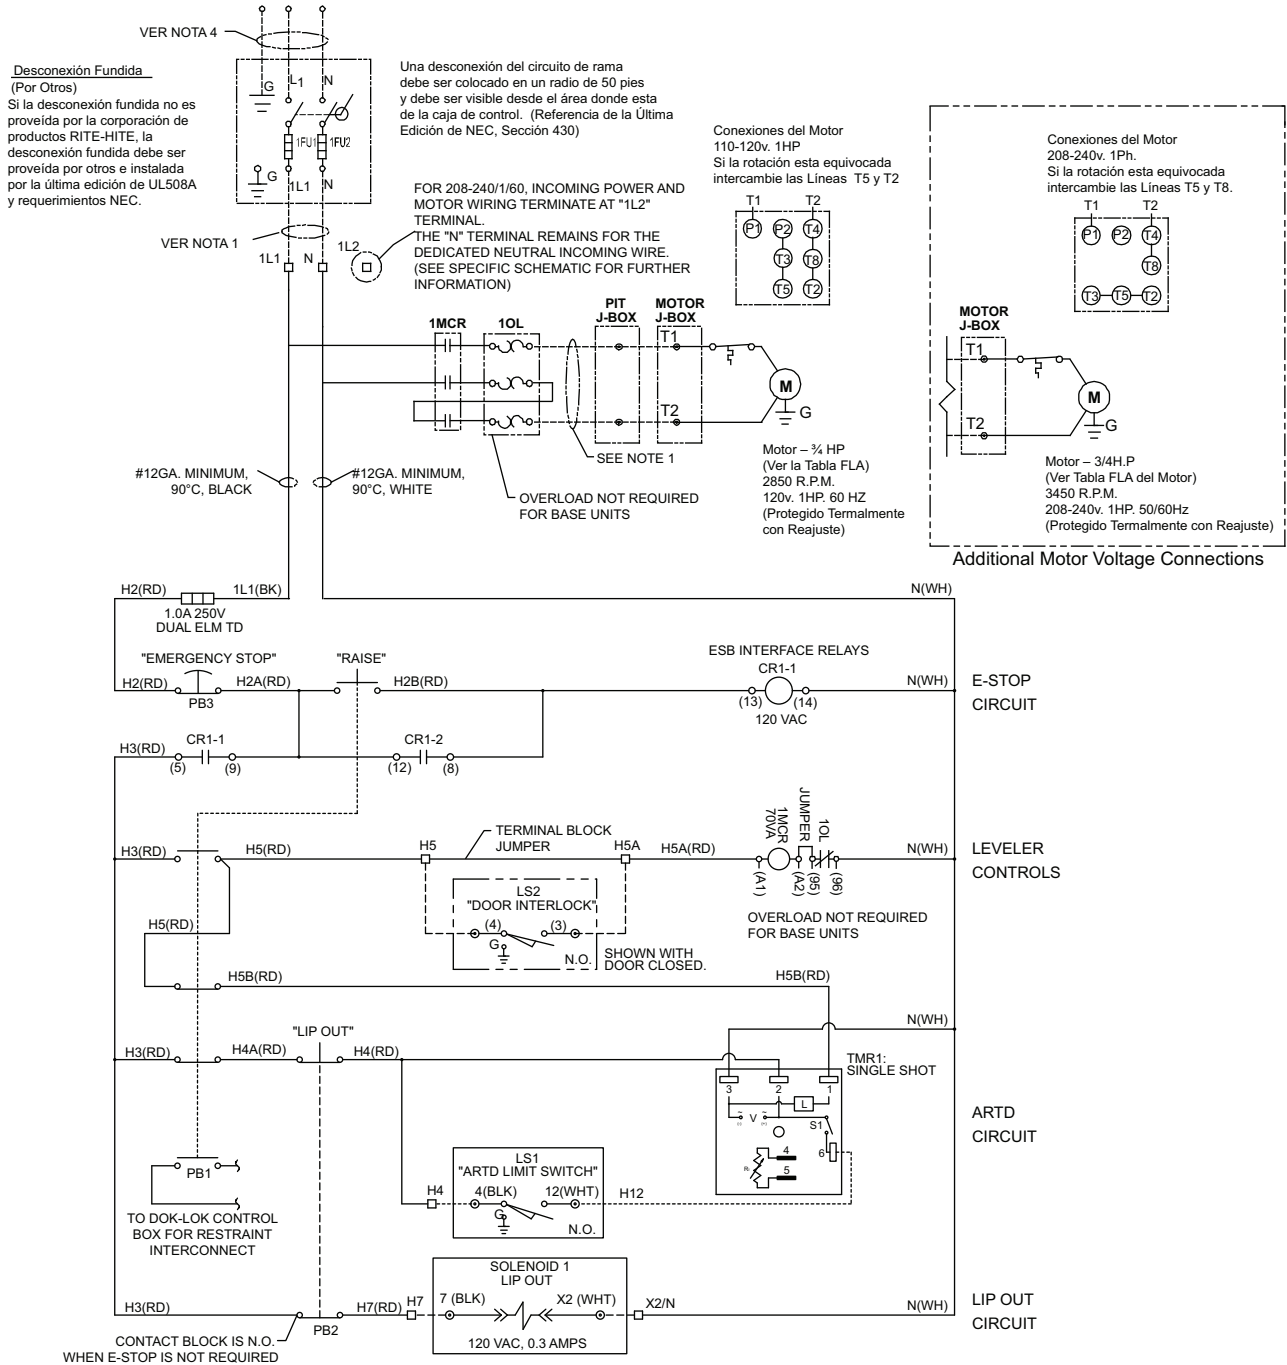 VER NOTA 4
Desconexión Fundida
(Por Otros)
Si la desconexión fundida no es
proveída por la corporación de
productos RITE-HITE, la
desconexión fundida debe ser
proveída por otros e instalada
por la última edición de UL508A
y requerimientos NEC.
G
L1
N
1FU1
1FU2
G
1L1
N
Una desconexión del circuito de rama
debe ser colocado en un radio de 50 pies
y debe ser visible desde el área donde esta
de la caja de control. (Referencia de la Última
Edición de NEC, Sección 430)
VER NOTA 1
1L1
N
1L2
FOR 208-240/1/60, INCOMING POWER AND
MOTOR WIRING TERMINATE AT "1L2"
TERMINAL.
THE "N" TERMINAL REMAINS FOR THE
DEDICATED NEUTRAL INCOMING WIRE.
(SEE SPECIFIC SCHEMATIC FOR FURTHER
INFORMATION)
Conexiones del Motor
110-120v. 1HP
Si la rotación esta equivocada
intercambie las Líneas T5 y T2
T1
T2
P1
P2
T4
T3
T8
T5
T2
Conexiones del Motor
208-240v. 1Ph.
Si la rotación esta equivocada
intercambie las Líneas T5 y T8.
T1
T2
P1
P2
T4
T8
T3
T5
T2
MOTOR
J-BOX
T1
T2
M
G
Motor – 3/4H.P
(Ver Tabla FLA del Motor)
3450 R.P.M.
208-240v. 1HP. 50/60Hz
(Protegido Termalmente con Reajuste)
Additional Motor Voltage Connections
1MCR
1OL
PIT
J-BOX
MOTOR
J-BOX
T1
T2
M
G
SEE NOTE 1
Motor – ¾ HP
(Ver la Tabla FLA)
2850 R.P.M.
120v. 1HP. 60 HZ
(Protegido Termalmente
con Reajuste)
OVERLOAD NOT REQUIRED
FOR BASE UNITS
#12GA. MINIMUM,
90°C, BLACK
#12GA. MINIMUM,
90°C, WHITE
H2(RD)
1L1(BK)
N(WH)
1.0A 250V
DUAL ELM TD
"EMERGENCY STOP"
"RAISE"
ESB INTERFACE RELAYS
CR1-1
H2(RD)
H2A(RD)
H2B(RD)
N(WH)
PB3
(13)
(14)
120 VAC
E-STOP
CIRCUIT
H3(RD)
CR1-1
(5)
(9)
CR1-2
(12)
(8)
H3(RD)
H5(RD)
TERMINAL BLOCK
JUMPER
H5
H5A
H5A(RD)
1MCR
70VA
JUMPER
1OL
(A1)
(A2)
(95)
(96)
N(WH)
LEVELER
CONTROLS
LS2
"DOOR INTERLOCK"
(4)
(3)
G
N.O.
SHOWN WITH
DOOR CLOSED.
OVERLOAD NOT REQUIRED
FOR BASE UNITS
H5(RD)
H5B(RD)
H5B(RD)
N(WH)
"LIP OUT"
H3(RD)
H4A(RD)
H4(RD)
TMR1:
SINGLE SHOT
3
2
1
L
V
S1
6
4
5
ARTD
CIRCUIT
PB1
TO DOK-LOK CONTROL
BOX FOR RESTRAINT
INTERCONNECT
LS1
"ARTD LIMIT SWITCH"
H4
4(BLK)
12(WHT)
H12
G
N.O.
SOLENOID 1
LIP OUT
H3(RD)
H7(RD)
H7
7 (BLK)
X2 (WHT)
X2/N
N(WH)
PB2
120 VAC, 0.3 AMPS
LIP OUT
CIRCUIT
CONTACT BLOCK IS N.O.
WHEN E-STOP IS NOT REQUIRED